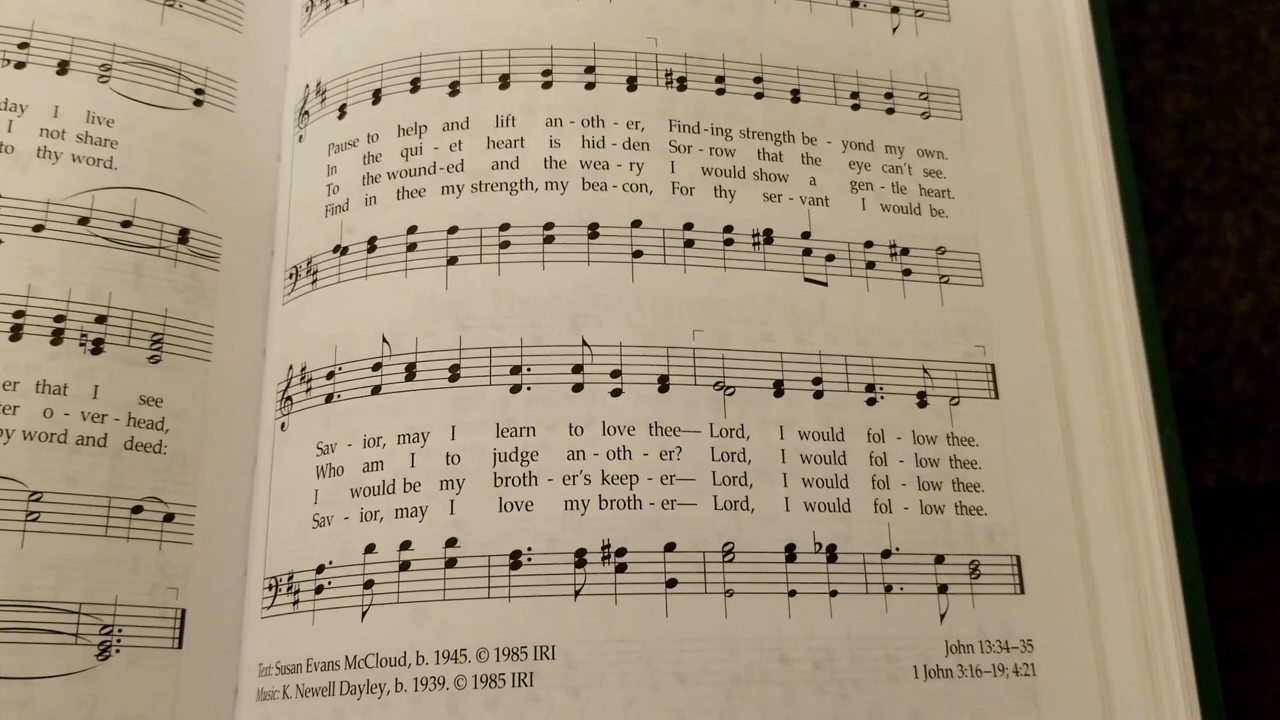 day I live
I not share
to thy word.
er that I see
ter o - ver - head,
by word and deed:
Pause to help and lift an - oth - er, Find - ing strength be - yond my own.
In the qui - et heart is hid - den Sor - row that the eye can't see.
To the wound - ed and the wea - ry I would show a gen - tle heart.
Find in thee my strength, my bea - con, For thy ser - vant I would be.
Sav - ior, may I learn to love thee— Lord, I would fol - low thee.
Who am I to judge an - oth - er? Lord, I would fol - low thee.
I would be my broth - er's keep - er— Lord, I would fol - low thee.
Sav - ior, may I love my broth - er— Lord, I would fol - low thee.
Text: Susan Evans McCloud, b. 1945. © 1985 IRI
Music: K. Newell Dayley, b. 1939. © 1985 IRI
John 13:34–35
1 John 3:16–19; 4:21